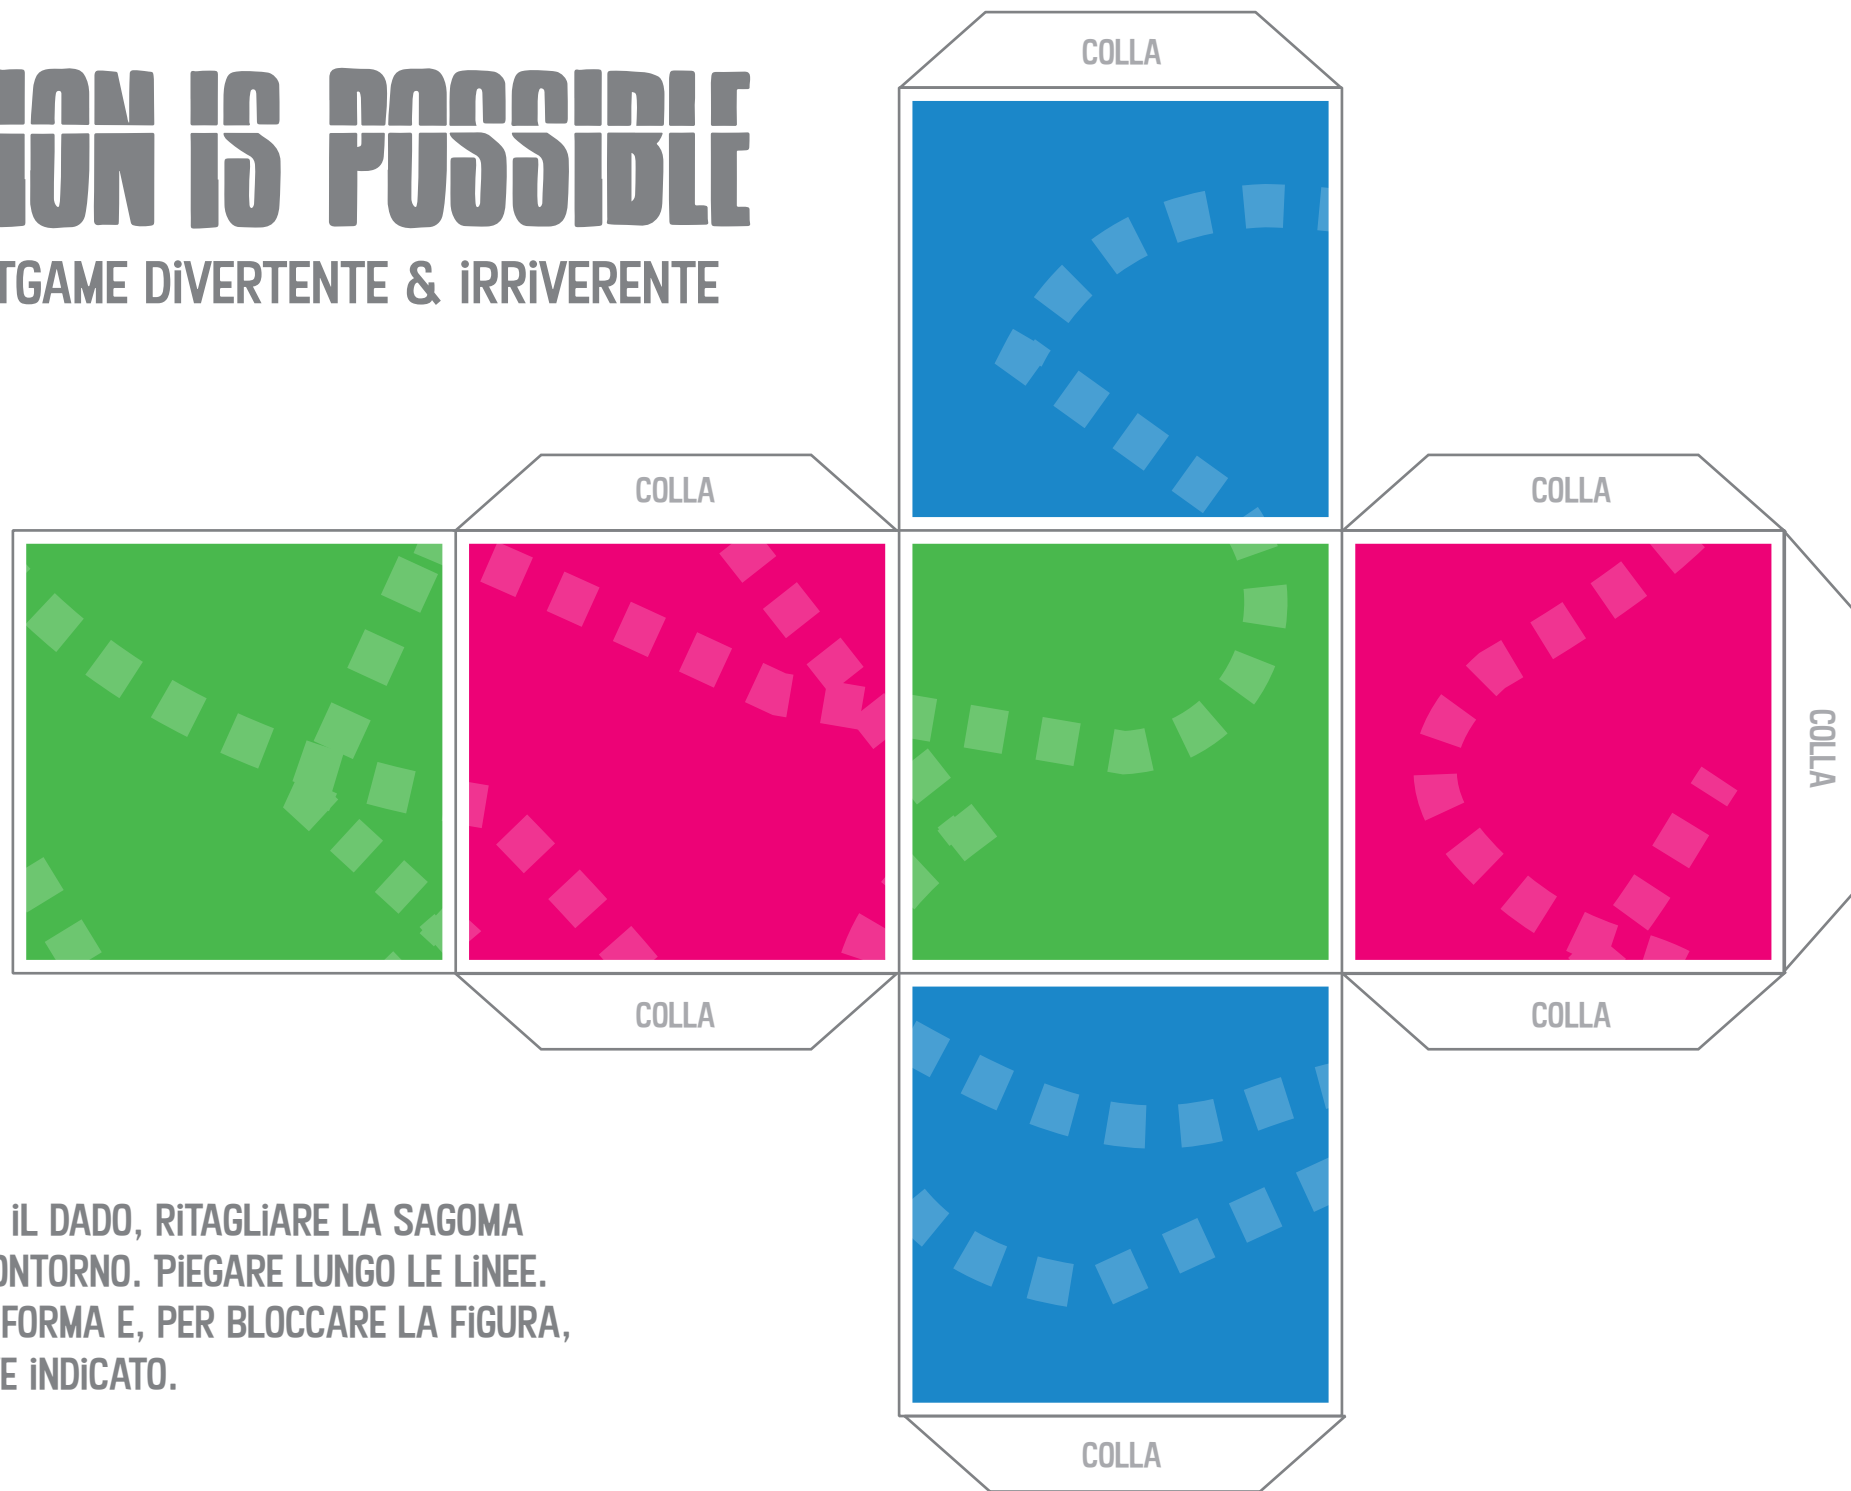 ION IS POSSIBLE
TGAME DiVERTENTE & iRRiVERENTE
COLLA
COLLA
COLLA
COLLA
COLLA
COLLA
iL DADO, RiTAGLiARE LA SAGOMA
ONTORNO. PiEGARE LUNGO LE LiNEE.
FORMA E, PER BLOCCARE LA FiGURA,
E iNDiCATO.
COLLA